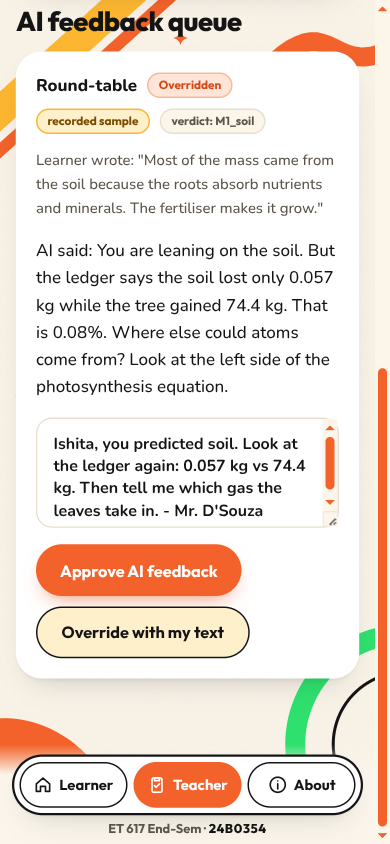 AI feedback queue
Round-table Overridden
recorded sample verdict: M1_soil
Learner wrote: "Most of the mass came from
the soil because the roots absorb nutrients
and minerals. The fertiliser makes it grow."
AI said: You are leaning on the soil. But
the ledger says the soil lost only 0.057
kg while the tree gained 74.4 kg. That
is 0.08%. Where else could atoms
come from? Look at the left side of the
photosynthesis equation.
Ishita, you predicted soil. Look at
the ledger again: 0.057 kg vs 74.4
kg. Then tell me which gas the
leaves take in. - Mr. D'Souza
Approve AI feedback
Override with my text
Learner Teacher About
ET 617 End-Sem · 24B0354